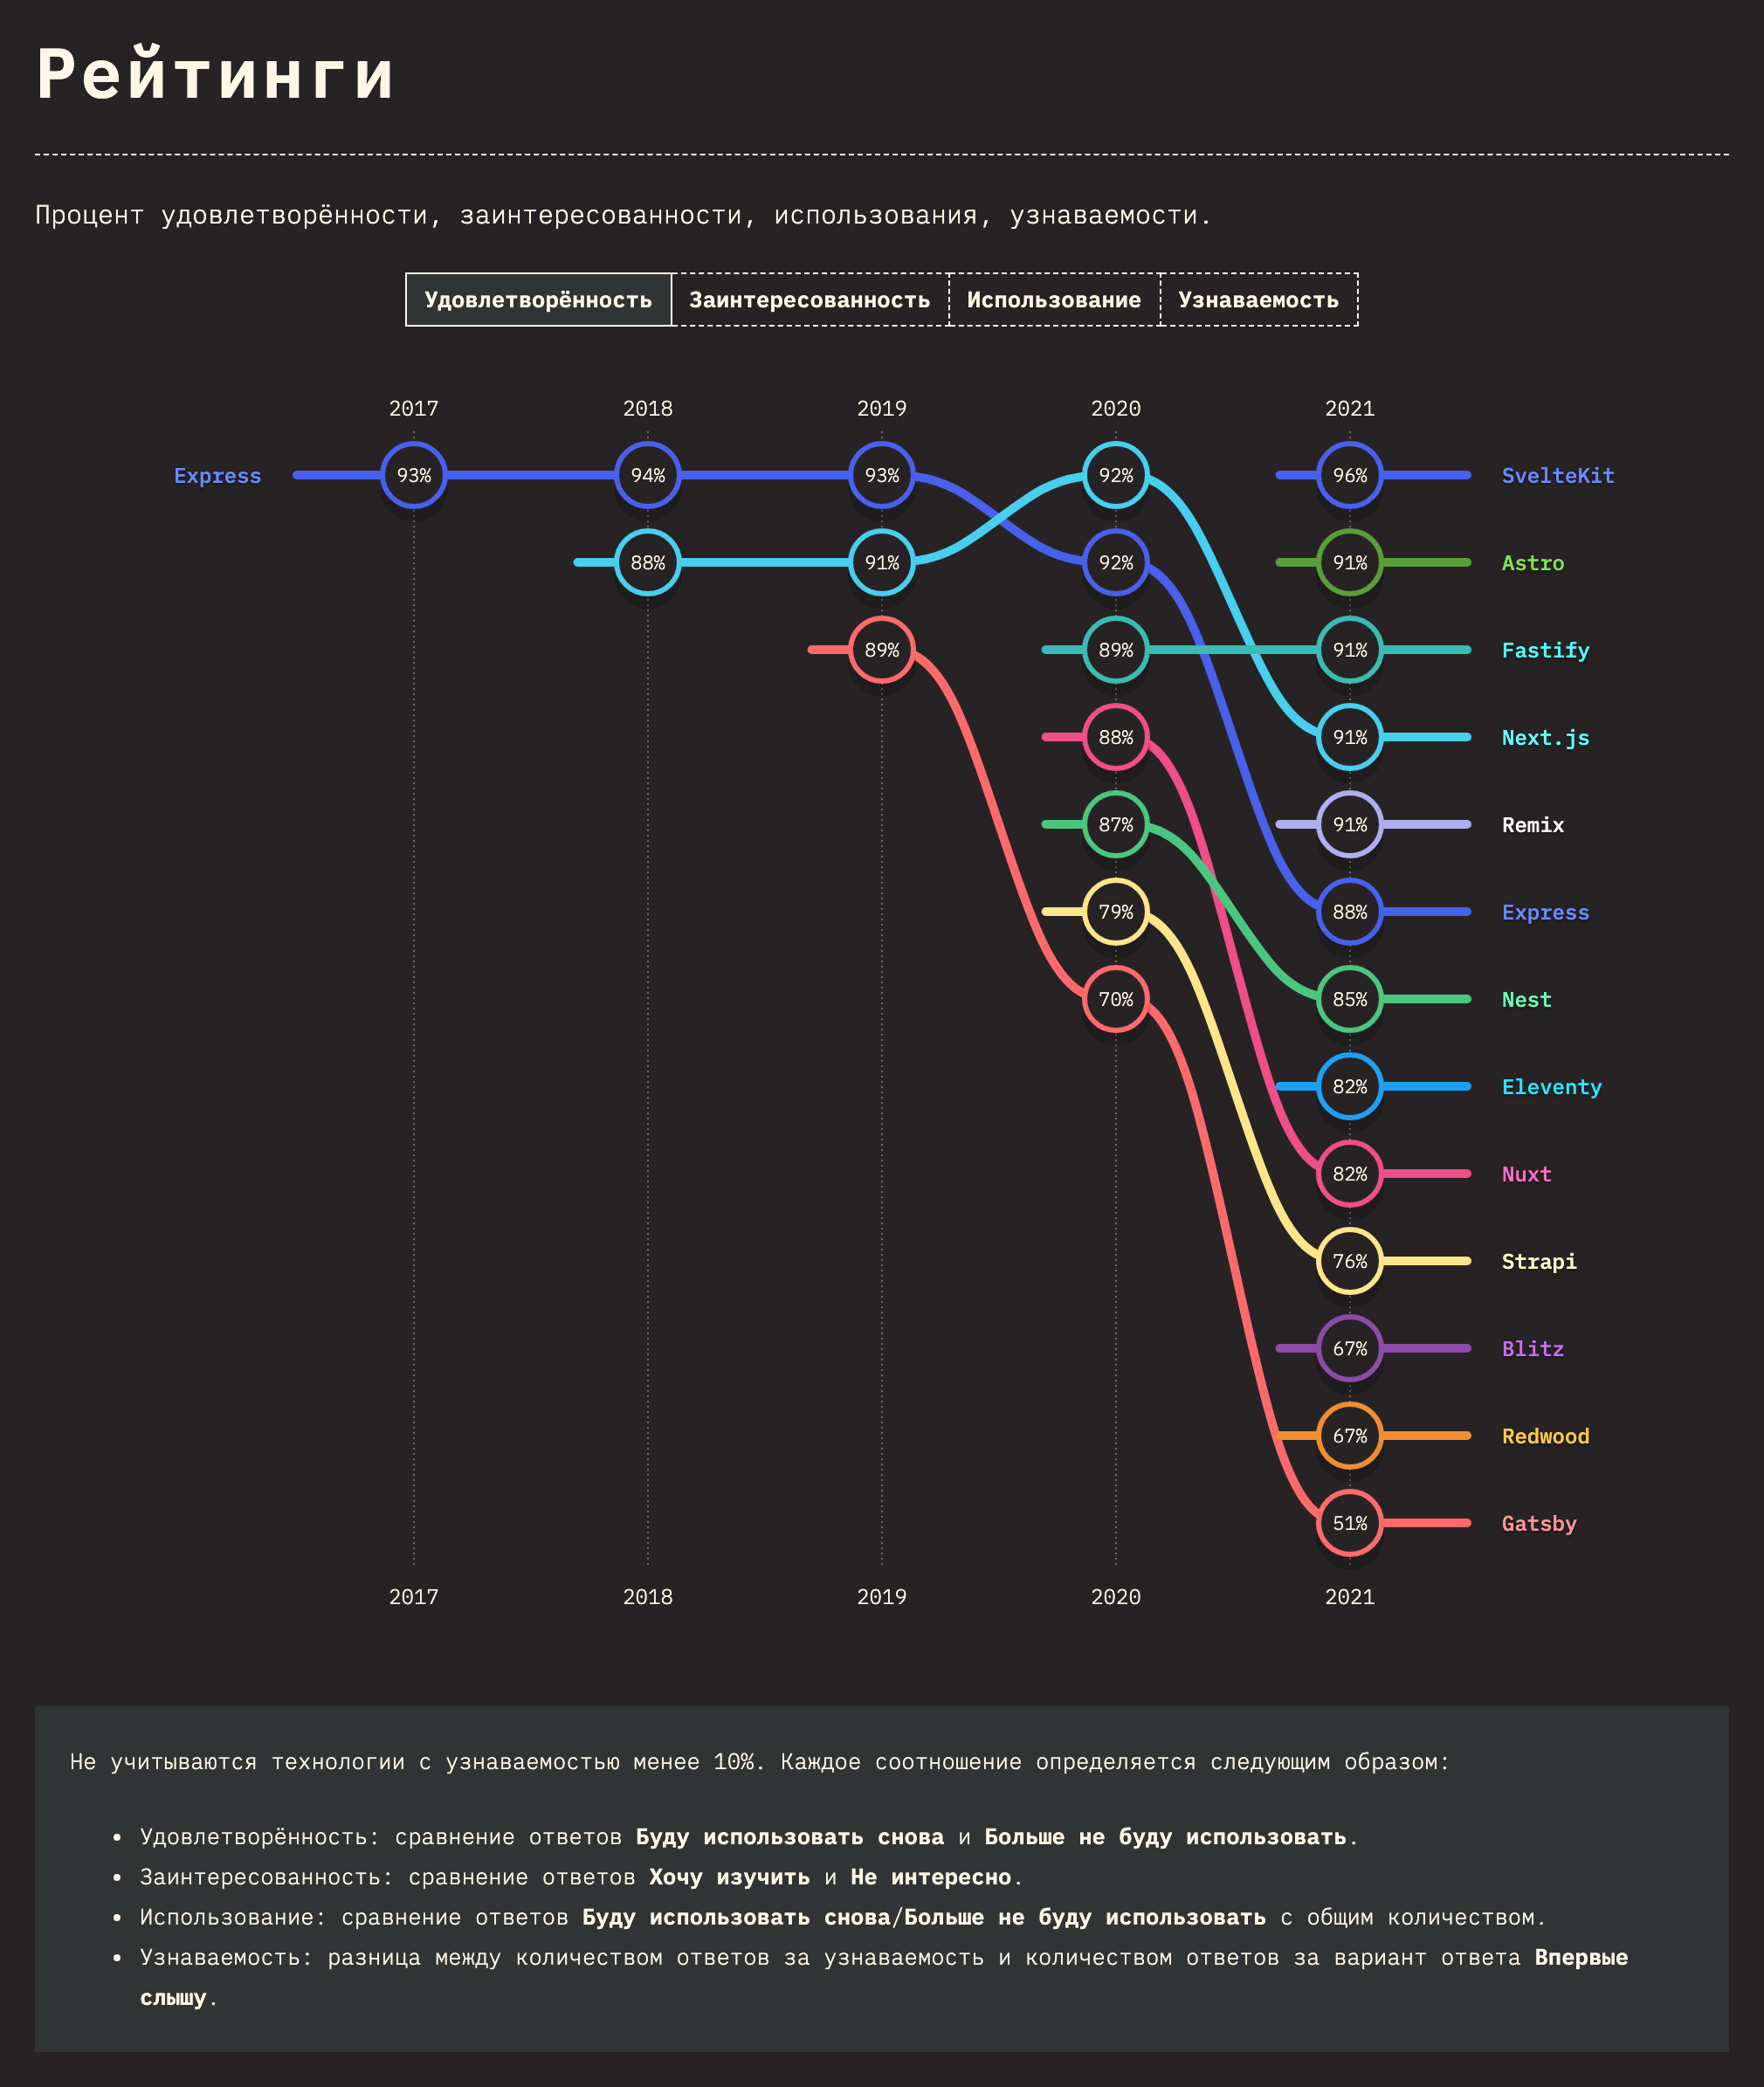 Рейтинги
Процент удовлетворённости, заинтересованности, использования, узнаваемости.
Удовлетворённость Заинтересованность Использование Узнаваемость
2017 2018 2019 2020 2021
Express 93% 94% 93% 92% 96% SvelteKit
88% 91% 92% 91% Astro
89% 89% 91% Fastify
88% 91% Next.js
87% 91% Remix
79% 88% Express
70% 85% Nest
82% Eleventy
82% Nuxt
76% Strapi
67% Blitz
67% Redwood
51% Gatsby
2017 2018 2019 2020 2021
Не учитываются технологии с узнаваемостью менее 10%. Каждое соотношение определяется следующим образом:
• Удовлетворённость: сравнение ответов Буду использовать снова и Больше не буду использовать.
• Заинтересованность: сравнение ответов Хочу изучить и Не интересно.
• Использование: сравнение ответов Буду использовать снова/Больше не буду использовать с общим количеством.
• Узнаваемость: разница между количеством ответов за узнаваемость и количеством ответов за вариант ответа Впервые
слышу.